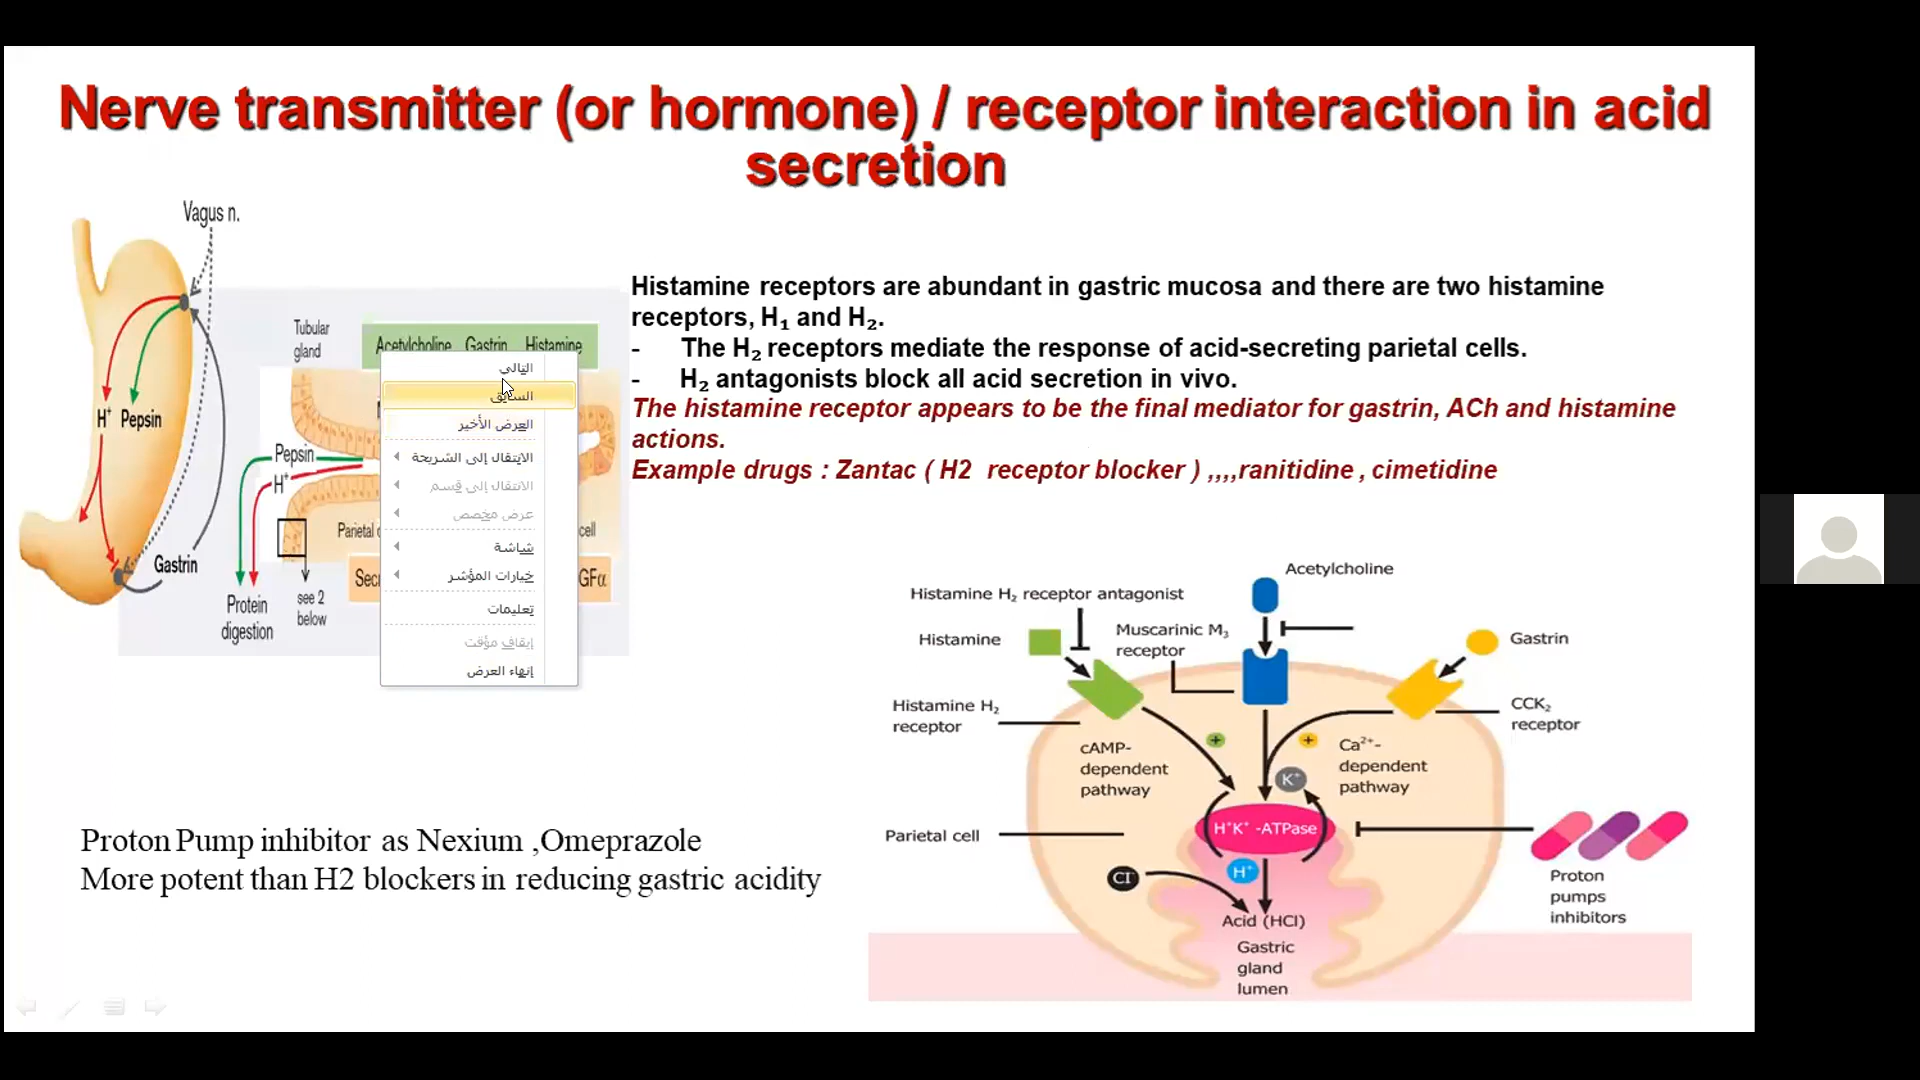 Nerve transmitter (or hormone) / receptor interaction in acid
secretion
Vagus n.
Tubular
gland
Acetylcholine Gastrin Histamine
H⁺ Pepsin
Pepsin
H⁺
Parietal
cell
Gastrin
GFα
Protein
digestion
see 2
below
التالي
السابق
العرض الأخير
الانتقال إلى الشريحة
الانتقال إلى قسم
عرض مخصص
شاشة
خيارات المؤشر
تعليمات
إيقاف مؤقت
إنهاء العرض
Histamine receptors are abundant in gastric mucosa and there are two histamine
receptors, H₁ and H₂.
- The H₂ receptors mediate the response of acid-secreting parietal cells.
- H₂ antagonists block all acid secretion in vivo.
The histamine receptor appears to be the final mediator for gastrin, ACh and histamine
actions.
Example drugs : Zantac ( H2 receptor blocker ) ,,,,ranitidine , cimetidine
Proton Pump inhibitor as Nexium ,Omeprazole
More potent than H2 blockers in reducing gastric acidity
Acetylcholine
Histamine H₂ receptor antagonist
Histamine
Muscarinic M₃
receptor
Gastrin
Histamine H₂
receptor
CCK₂
receptor
cAMP-
dependent
pathway
+
+
Ca²⁺-
dependent
pathway
K⁺
H⁺K⁺ -ATPase
Parietal cell
H⁺
Cl⁻
Acid (HCl)
Gastric
gland
lumen
Proton
pumps
inhibitors